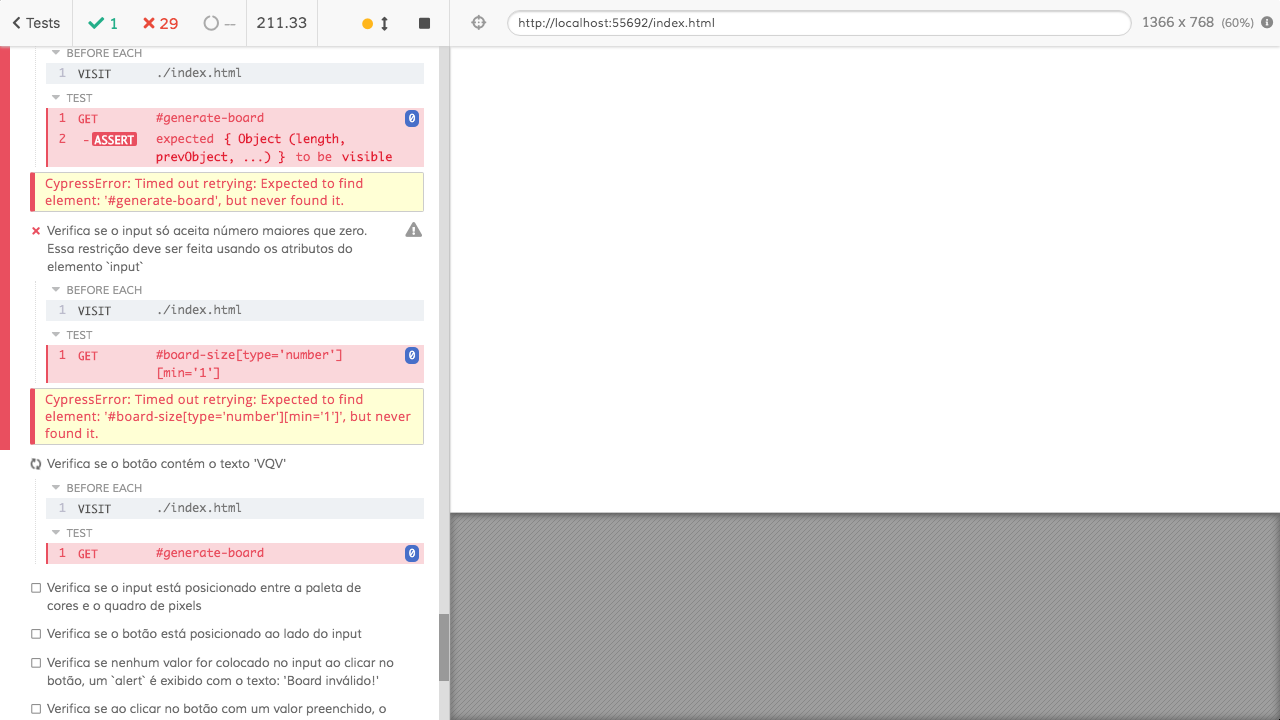 Tests 1 29 -- 211.33 http://localhost:55692/index.html 1366 x 768 (60%)
BEFORE EACH
1 VISIT ./index.html
TEST
1 GET #generate-board 0
2 -ASSERT expected { Object (length,
prevObject, ...) } to be visible
CypressError: Timed out retrying: Expected to find
element: '#generate-board', but never found it.
Verifica se o input só aceita número maiores que zero.
Essa restrição deve ser feita usando os atributos do
elemento `input`
BEFORE EACH
1 VISIT ./index.html
TEST
1 GET #board-size[type='number'] 0
[min='1']
CypressError: Timed out retrying: Expected to find
element: '#board-size[type='number'][min='1']', but never
found it.
Verifica se o botão contém o texto 'VQV'
BEFORE EACH
1 VISIT ./index.html
TEST
1 GET #generate-board 0
Verifica se o input está posicionado entre a paleta de
cores e o quadro de pixels
Verifica se o botão está posicionado ao lado do input
Verifica se nenhum valor for colocado no input ao clicar no
botão, um `alert` é exibido com o texto: 'Board inválido!'
Verifica se ao clicar no botão com um valor preenchido, o